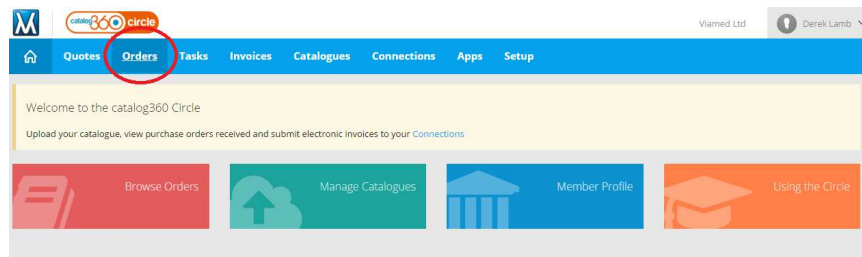 catalog360 circle
Viamed Ltd
Derek Lamb
Quotes Orders Tasks Invoices Catalogues Connections Apps Setup
Welcome to the catalog360 Circle
Upload your catalogue, view purchase orders received and submit electronic invoices to your Connections
Browse Orders
Manage Catalogues
Member Profile
Using the Circle